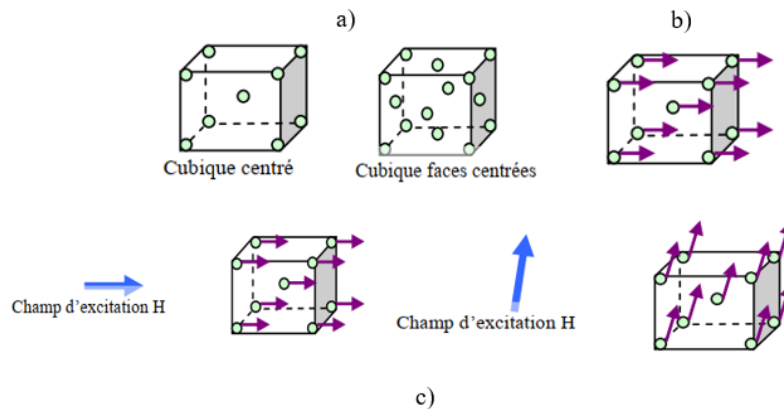 a)
b)
Cubique centré
Cubique faces centrées
Champ d'excitation H
Champ d'excitation H
c)